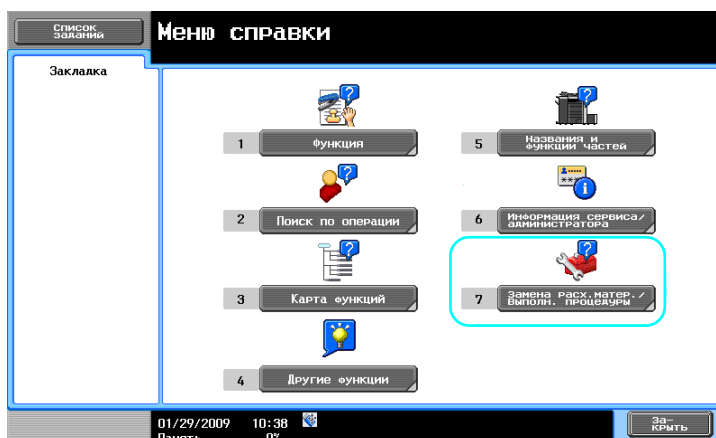 Список
заданий
Меню справки
Закладка
1 Функция
2 Поиск по операции
3 Карта функций
4 Другие функции
5 Названия и
функции частей
6 Информация сервиса/
администратора
7 Замена расх.матер./
Выполн. процедуры
01/29/2009 10:38
Память 0%
За-
крыть